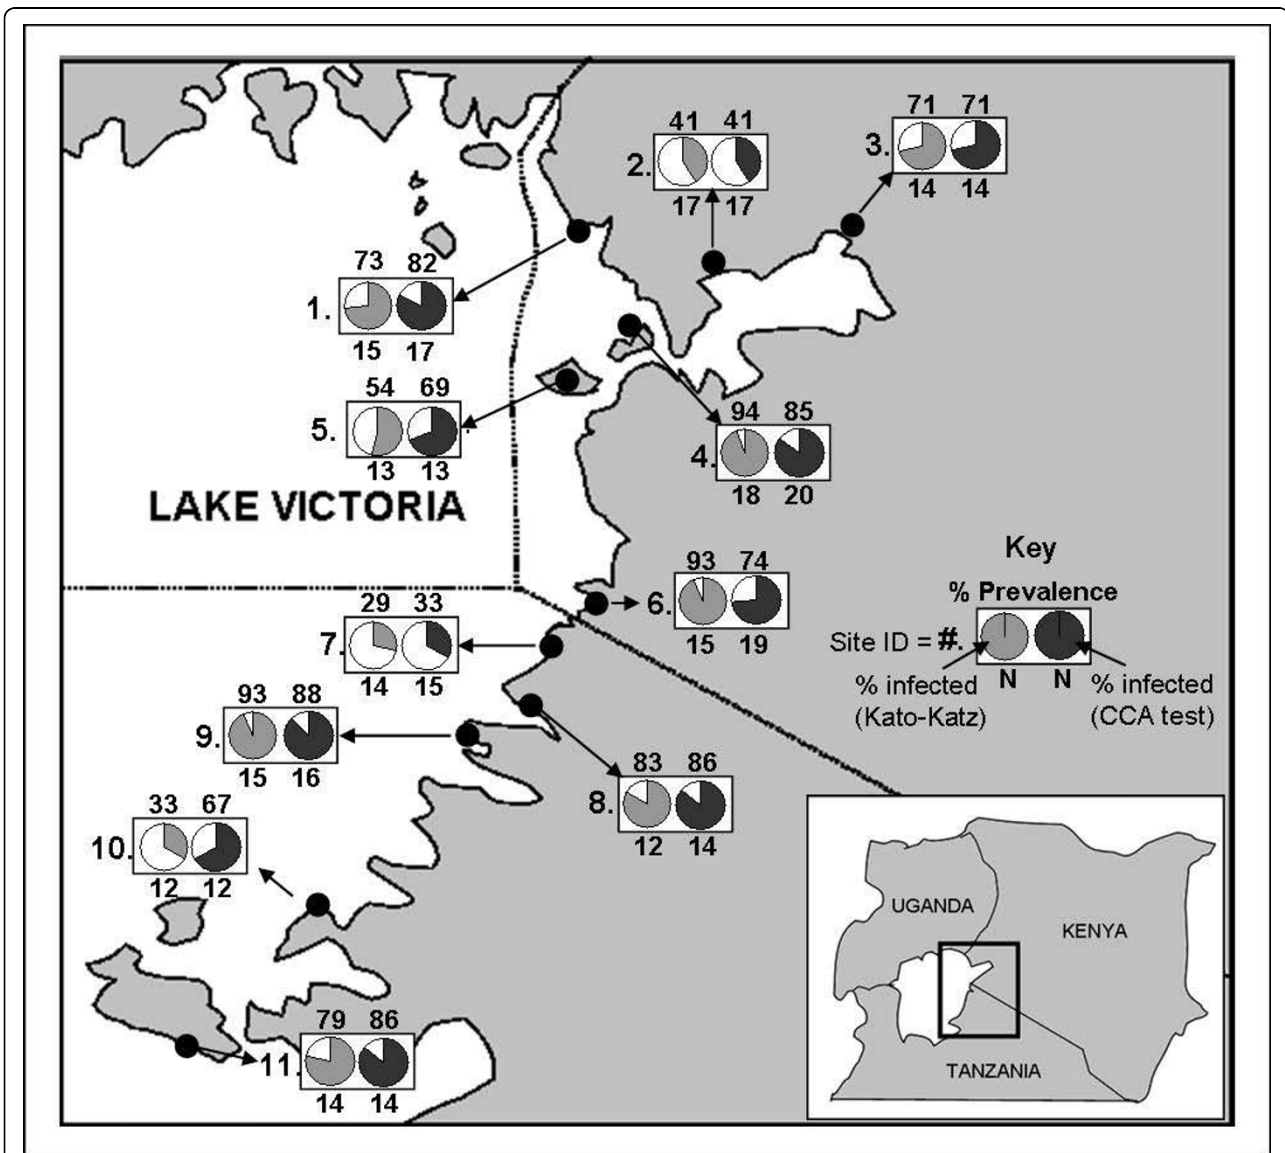 71 71
3.
14 14
41 41
2.
17 17
73 82
1.
15 17
54 69
5.
13 13
94 85
4.
18 20
LAKE VICTORIA
93 74
6.
15 19
Key
% Prevalence
Site ID = #.
N N
% infected
(Kato-Katz)
% infected
(CCA test)
29 33
7.
14 15
93 88
9.
15 16
83 86
8.
12 14
33 67
10.
12 12
79 86
11.
14 14
UGANDA
KENYA
TANZANIA